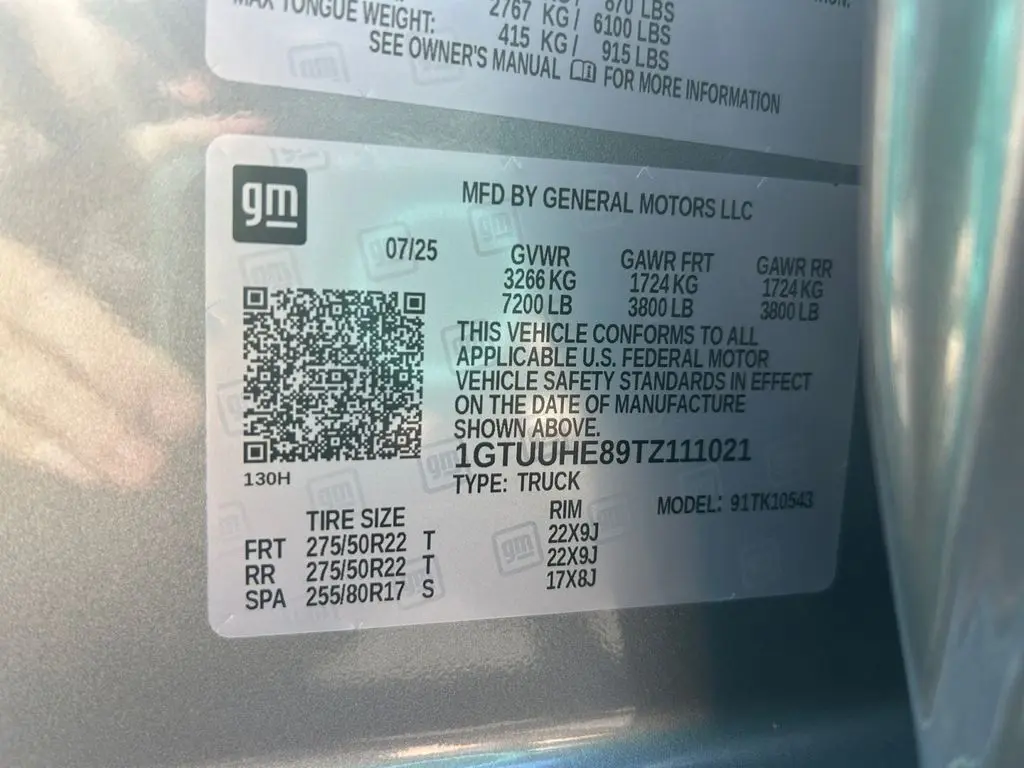 870 LBS
2767 KG/ 6100 LBS
MAX TONGUE WEIGHT: 415 KG/ 915 LBS
SEE OWNER'S MANUAL FOR MORE INFORMATION
gm
MFD BY GENERAL MOTORS LLC
07/25
GVWR GAWR FRT GAWR RR
3266 KG 1724 KG 1724 KG
7200 LB 3800 LB 3800 LB
THIS VEHICLE CONFORMS TO ALL
APPLICABLE U.S. FEDERAL MOTOR
VEHICLE SAFETY STANDARDS IN EFFECT
ON THE DATE OF MANUFACTURE
SHOWN ABOVE.
1GTUUHE89TZ111021
130H
TYPE: TRUCK
MODEL: 91TK10543
TIRE SIZE RIM
FRT 275/50R22 T 22X9J
RR 275/50R22 T 22X9J
SPA 255/80R17 S 17X8J